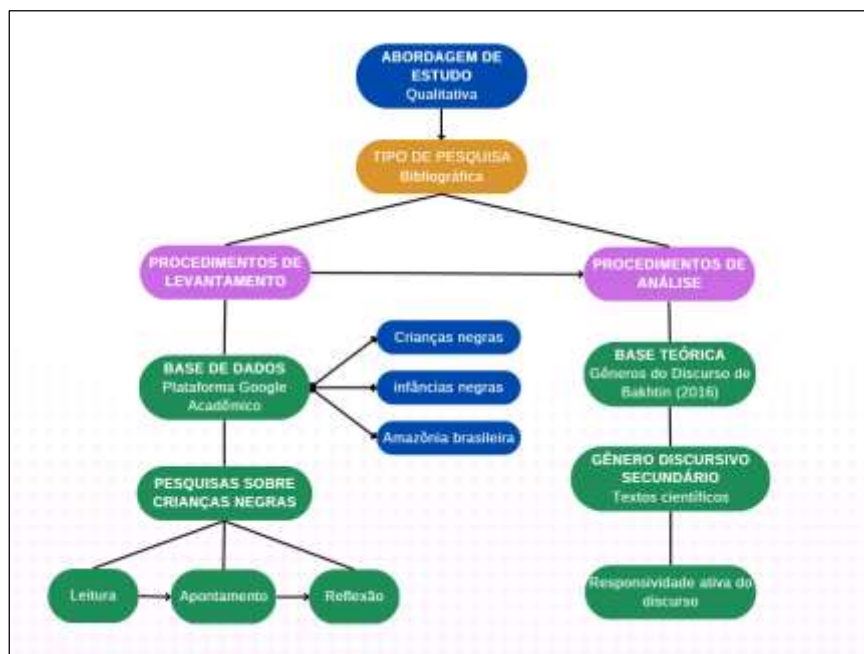 ABORDAGEM DE
ESTUDO
Qualitativa
TIPO DE PESQUISA
Bibliográfica
PROCEDIMENTOS DE
LEVANTAMENTO
PROCEDIMENTOS DE
ANÁLISE
BASE DE DADOS
Plataforma Google
Acadêmico
Crianças negras
infâncias negras
Amazônia brasileira
BASE TEÓRICA
Gêneros do Discurso de
Bakhtin (2016)
PESQUISAS SOBRE
CRIANÇAS NEGRAS
GÊNERO DISCURSIVO
SECUNDÁRIO
Textos científicos
Leitura
Apontamento
Reflexão
Responsividade ativa do
discurso